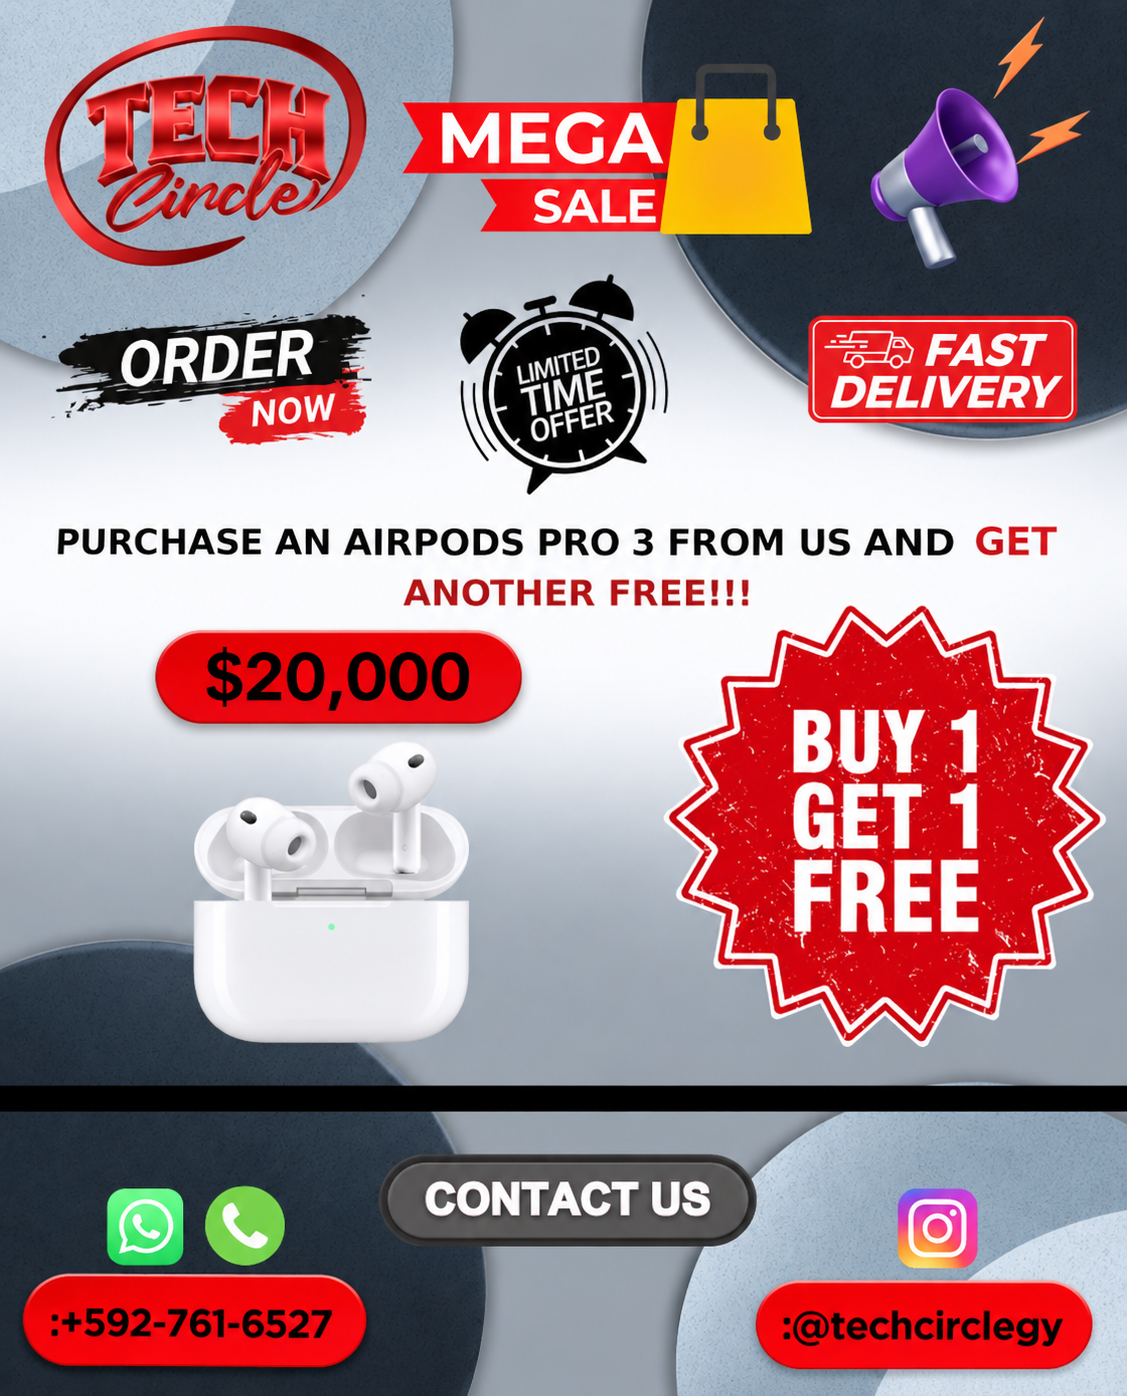 TECH
Circle
MEGA
SALE
ORDER
NOW
LIMITED
TIME
OFFER
FAST
DELIVERY
PURCHASE AN AIRPODS PRO 3 FROM US AND GET
ANOTHER FREE!!!
$20,000
BUY 1
GET 1
FREE
CONTACT US
:+592-761-6527
:@techcirclegy